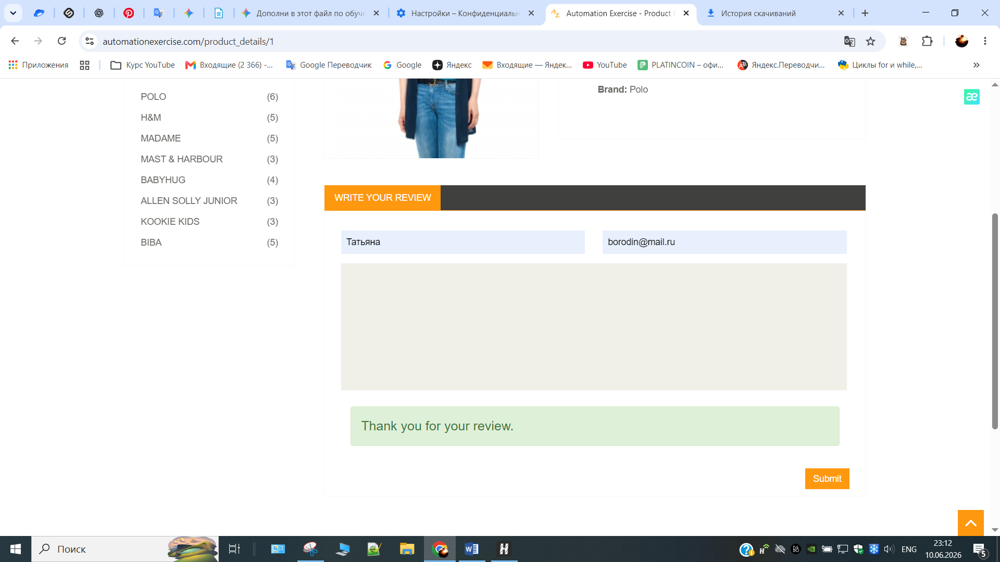 Дополни в этот файл по обуче
Настройки – Конфиденциальн
Automation Exercise - Product
История скачиваний
automationexercise.com/product_details/1
Приложения
Курс YouTube
Входящие (2 366) -...
Google Переводчик
Google
Яндекс
Входящие — Яндек...
YouTube
PLATINCOIN – офи...
Яндекс.Переводчи...
Циклы for и while,...
»
Brand: Polo
æ
POLO (6)
H&M (5)
MADAME (5)
MAST & HARBOUR (3)
BABYHUG (4)
ALLEN SOLLY JUNIOR (3)
KOOKIE KIDS (3)
BIBA (5)
WRITE YOUR REVIEW
Татьяна
borodin@mail.ru
Thank you for your review.
Submit
Поиск
ENG
23:12
10.06.2026
5